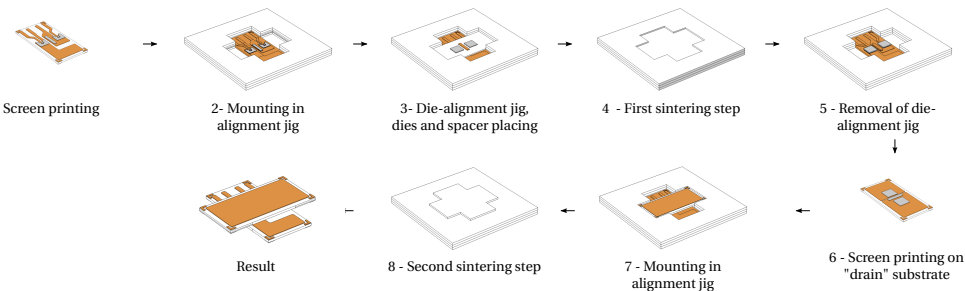 Screen printing
2- Mounting in
alignment jig
3- Die-alignment jig,
dies and spacer placing
4 - First sintering step
5 - Removal of die-
alignment jig
6 - Screen printing on
"drain" substrate
7 - Mounting in
alignment jig
8 - Second sintering step
Result